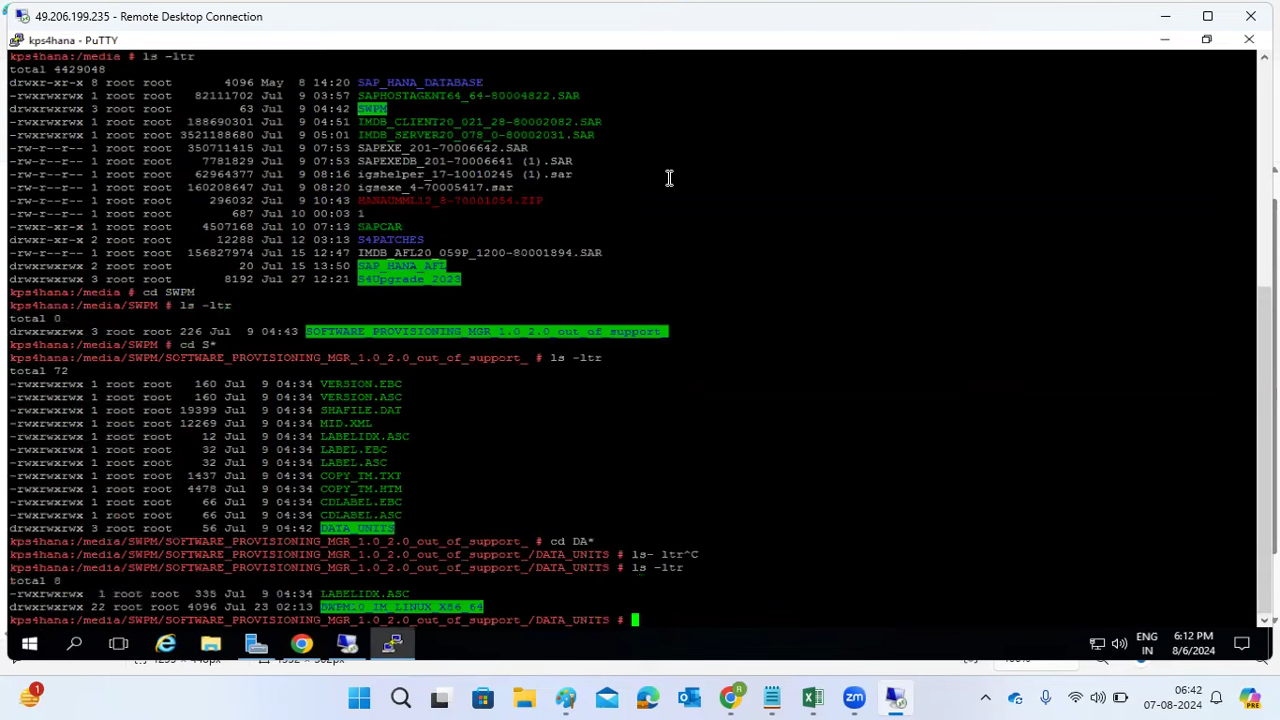 49.206.199.235 - Remote Desktop Connection
kps4hana - PuTTY
kps4hana:/media # ls -ltr
total 4429048
drwxr-xr-x 8 root root 4096 May 8 14:20 SAP_HANA_DATABASE
-rwxrwxrwx 1 root root 82111702 Jul 9 03:57 SAPHOSTAGENT64_64-80004822.SAR
drwxrwxrwx 3 root root 63 Jul 9 04:42 SWPM
-rwxrwxrwx 1 root root 188690301 Jul 9 04:51 IMDB_CLIENT20_021_28-80002082.SAR
-rwxrwxrwx 1 root root 3521188680 Jul 9 05:01 IMDB_SERVER20_078_0-80002031.SAR
-rw-r--r-- 1 root root 350711415 Jul 9 07:53 SAPEXE_201-70006642.SAR
-rw-r--r-- 1 root root 7781829 Jul 9 07:53 SAPEXEDB_201-70006641 (1).SAR
-rw-r--r-- 1 root root 62964377 Jul 9 08:16 igshelper_17-10010245 (1).sar
-rw-r--r-- 1 root root 160208647 Jul 9 08:20 igsexe_4-70005417.sar
-rw-r--r-- 1 root root 296032 Jul 9 10:43 HANAUMML12_8-70001054.ZIP
-rw-r--r-- 1 root root 687 Jul 10 00:03 1
-rwxrwxrwx 1 root root 4507168 Jul 10 07:13 SAPCAR
drwxr-xr-x 2 root root 12288 Jul 12 03:13 S4PATCHES
-rw-r--r-- 1 root root 156827974 Jul 15 12:47 IMDB_AFL20_059P_1200-80001894.SAR
drwxrwxrwx 2 root root 20 Jul 15 13:50 SAP_HANA_AFL
drwxrwxrwx 3 root root 8192 Jul 27 12:21 S4Upgrade_2023
kps4hana:/media # cd SWPM
kps4hana:/media/SWPM # ls -ltr
total 0
drwxrwxrwx 3 root root 226 Jul 9 04:43 SOFTWARE_PROVISIONING_MGR_1.0_2.0_out_of_support_
kps4hana:/media/SWPM # cd S*
kps4hana:/media/SWPM/SOFTWARE_PROVISIONING_MGR_1.0_2.0_out_of_support_ # ls -ltr
total 72
-rwxrwxrwx 1 root root 160 Jul 9 04:34 VERSION.EBC
-rwxrwxrwx 1 root root 160 Jul 9 04:34 VERSION.ASC
-rwxrwxrwx 1 root root 19399 Jul 9 04:34 SHAFILE.DAT
-rwxrwxrwx 1 root root 12269 Jul 9 04:34 MID.XML
-rwxrwxrwx 1 root root 12 Jul 9 04:34 LABELIDX.ASC
-rwxrwxrwx 1 root root 32 Jul 9 04:34 LABEL.EBC
-rwxrwxrwx 1 root root 32 Jul 9 04:34 LABEL.ASC
-rwxrwxrwx 1 root root 1437 Jul 9 04:34 COPY_TM.TXT
-rwxrwxrwx 1 root root 4478 Jul 9 04:34 COPY_TM.HTM
-rwxrwxrwx 1 root root 66 Jul 9 04:34 CDLABEL.EBC
-rwxrwxrwx 1 root root 66 Jul 9 04:34 CDLABEL.ASC
drwxrwxrwx 3 root root 56 Jul 9 04:42 DATA_UNITS
kps4hana:/media/SWPM/SOFTWARE_PROVISIONING_MGR_1.0_2.0_out_of_support_ # cd DA*
kps4hana:/media/SWPM/SOFTWARE_PROVISIONING_MGR_1.0_2.0_out_of_support_/DATA_UNITS # ls- ltr^C
kps4hana:/media/SWPM/SOFTWARE_PROVISIONING_MGR_1.0_2.0_out_of_support_/DATA_UNITS # ls -ltr
total 8
-rwxrwxrwx 1 root root 335 Jul 9 04:34 LABELIDX.ASC
drwxrwxrwx 22 root root 4096 Jul 23 02:13 SWPM10_IM_LINUX_X86_64
kps4hana:/media/SWPM/SOFTWARE_PROVISIONING_MGR_1.0_2.0_out_of_support_/DATA_UNITS #
ENG
IN
6:12 PM
8/6/2024
06:42
07-08-2024